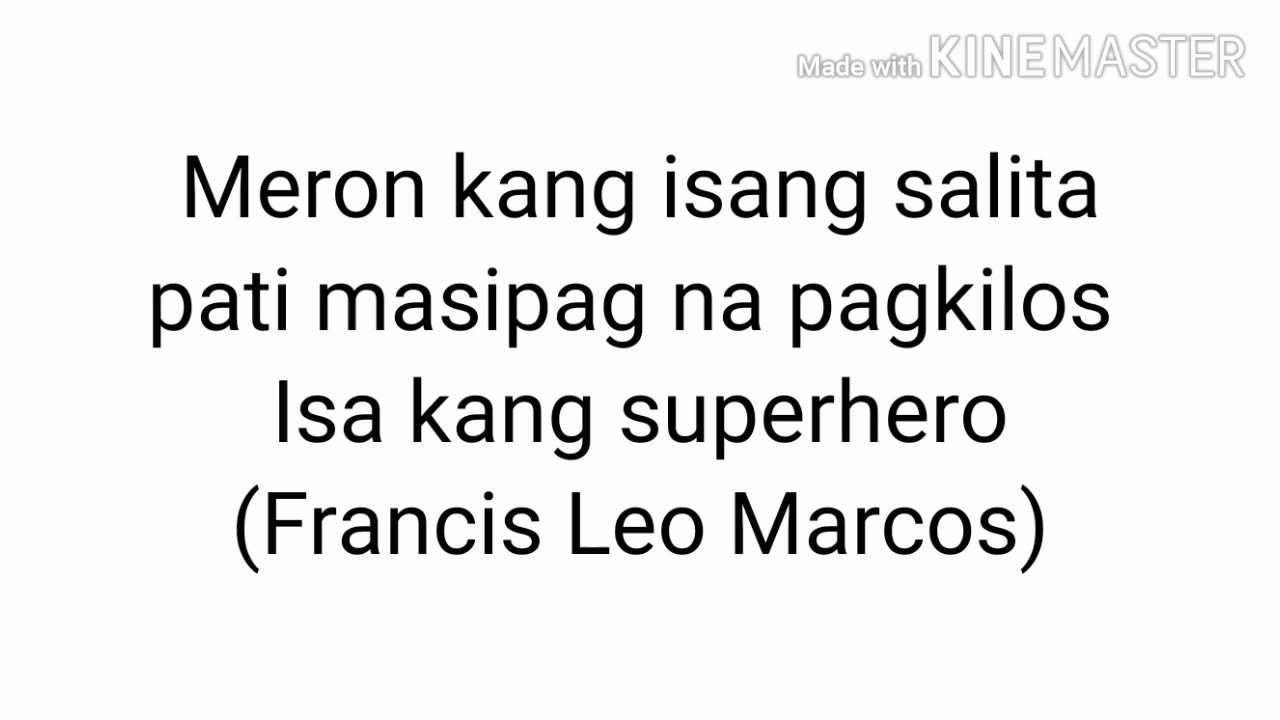 Made with KINEMASTER
Meron kang isang salita
pati masipag na pagkilos
Isa kang superhero
(Francis Leo Marcos)